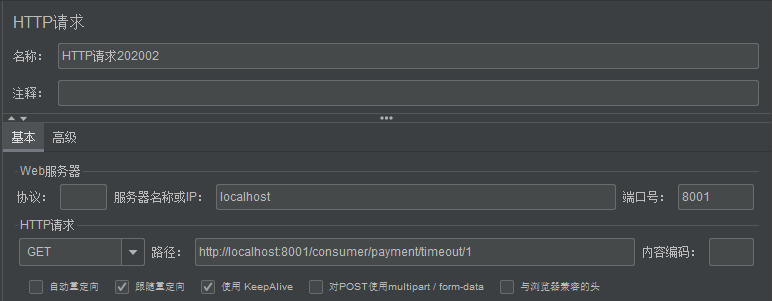 HTTP请求
名称： HTTP请求202002
注释：
基本 高级
Web服务器
协议： 服务器名称或IP： localhost 端口号： 8001
HTTP请求
GET 路径： http://localhost:8001/consumer/payment/timeout/1 内容编码：
自动重定向 跟随重定向 使用 KeepAlive 对POST使用multipart / form-data 与浏览器兼容的头